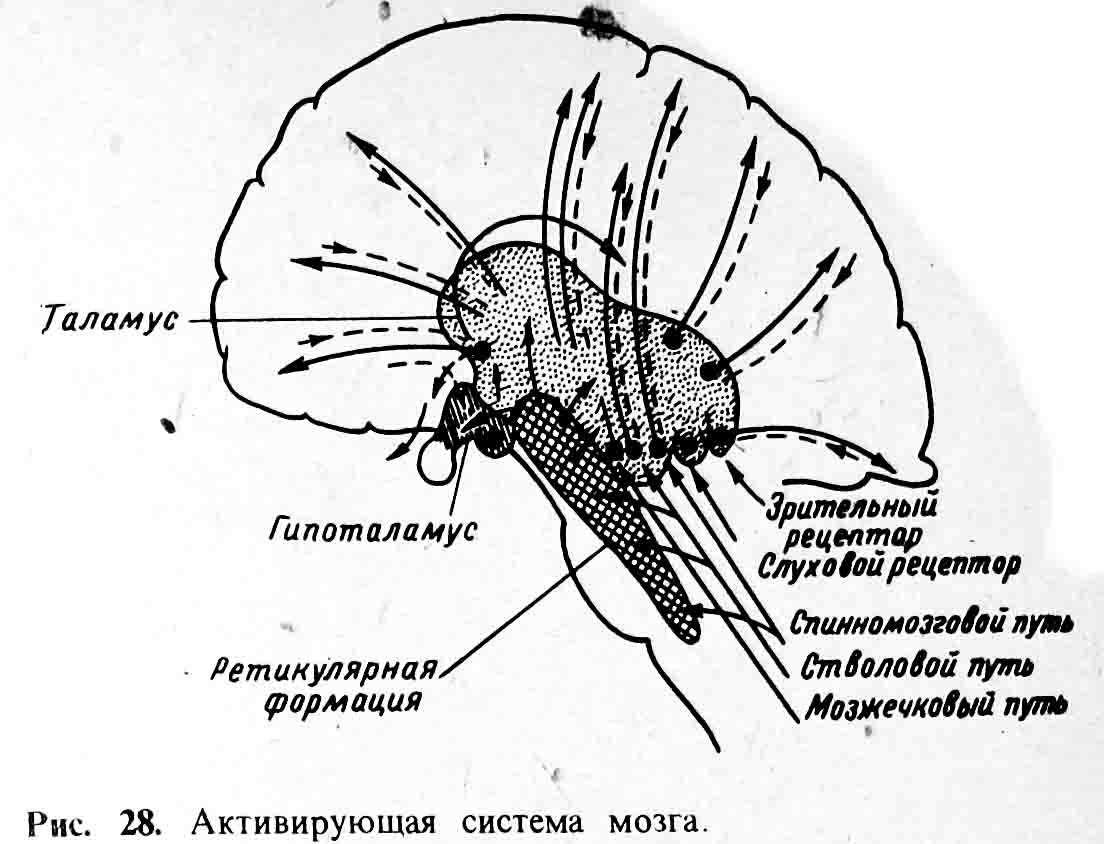 Таламус
Гипоталамус
Ретикулярная
формация
Зрительный
рецептор
Слуховой рецептор
Спинномозговой путь
Стволовой путь
Мозжечковый путь
Рис. 28. Активирующая система мозга.